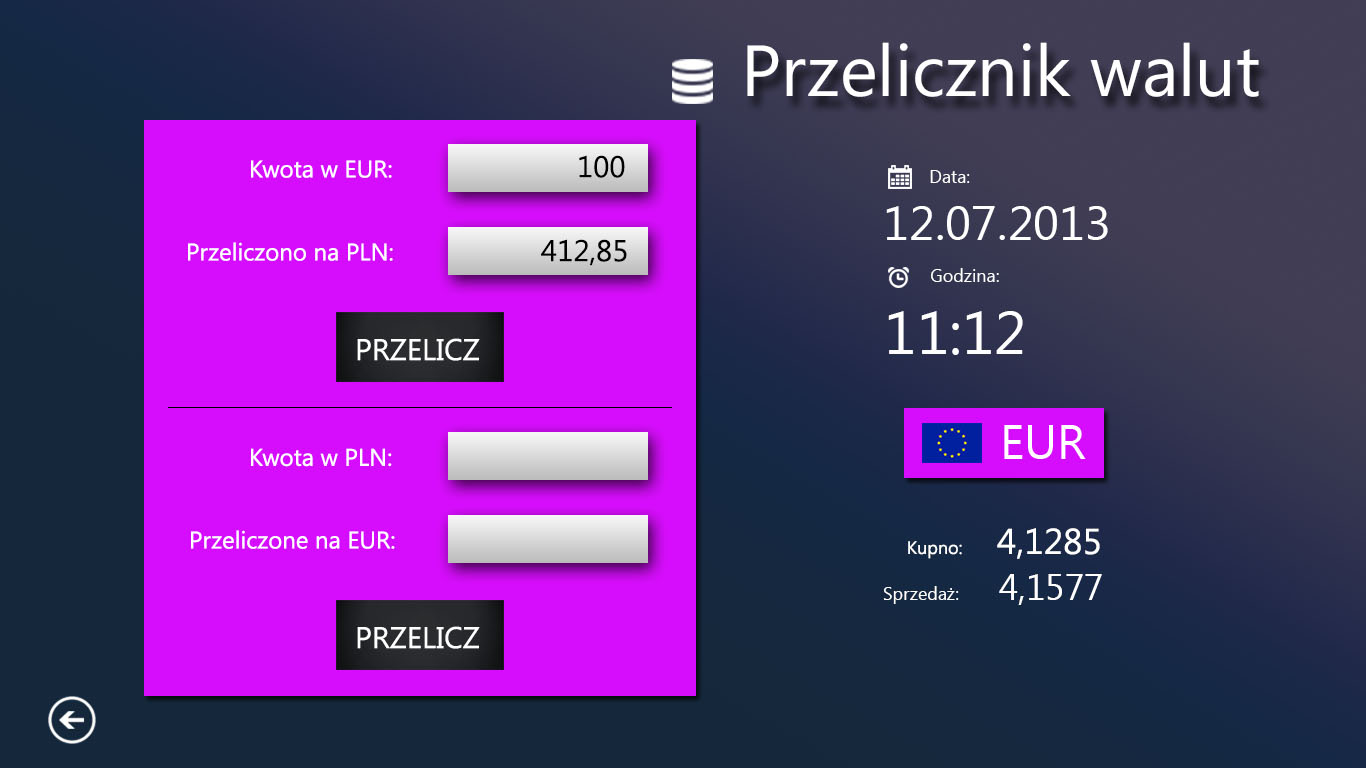 Przelicznik walut
Kwota w EUR: 100
Przeliczono na PLN: 412,85
PRZELICZ
Kwota w PLN:
Przeliczone na EUR:
PRZELICZ
Data:
12.07.2013
Godzina:
11:12
EUR
Kupno: 4,1285
Sprzedaż: 4,1577